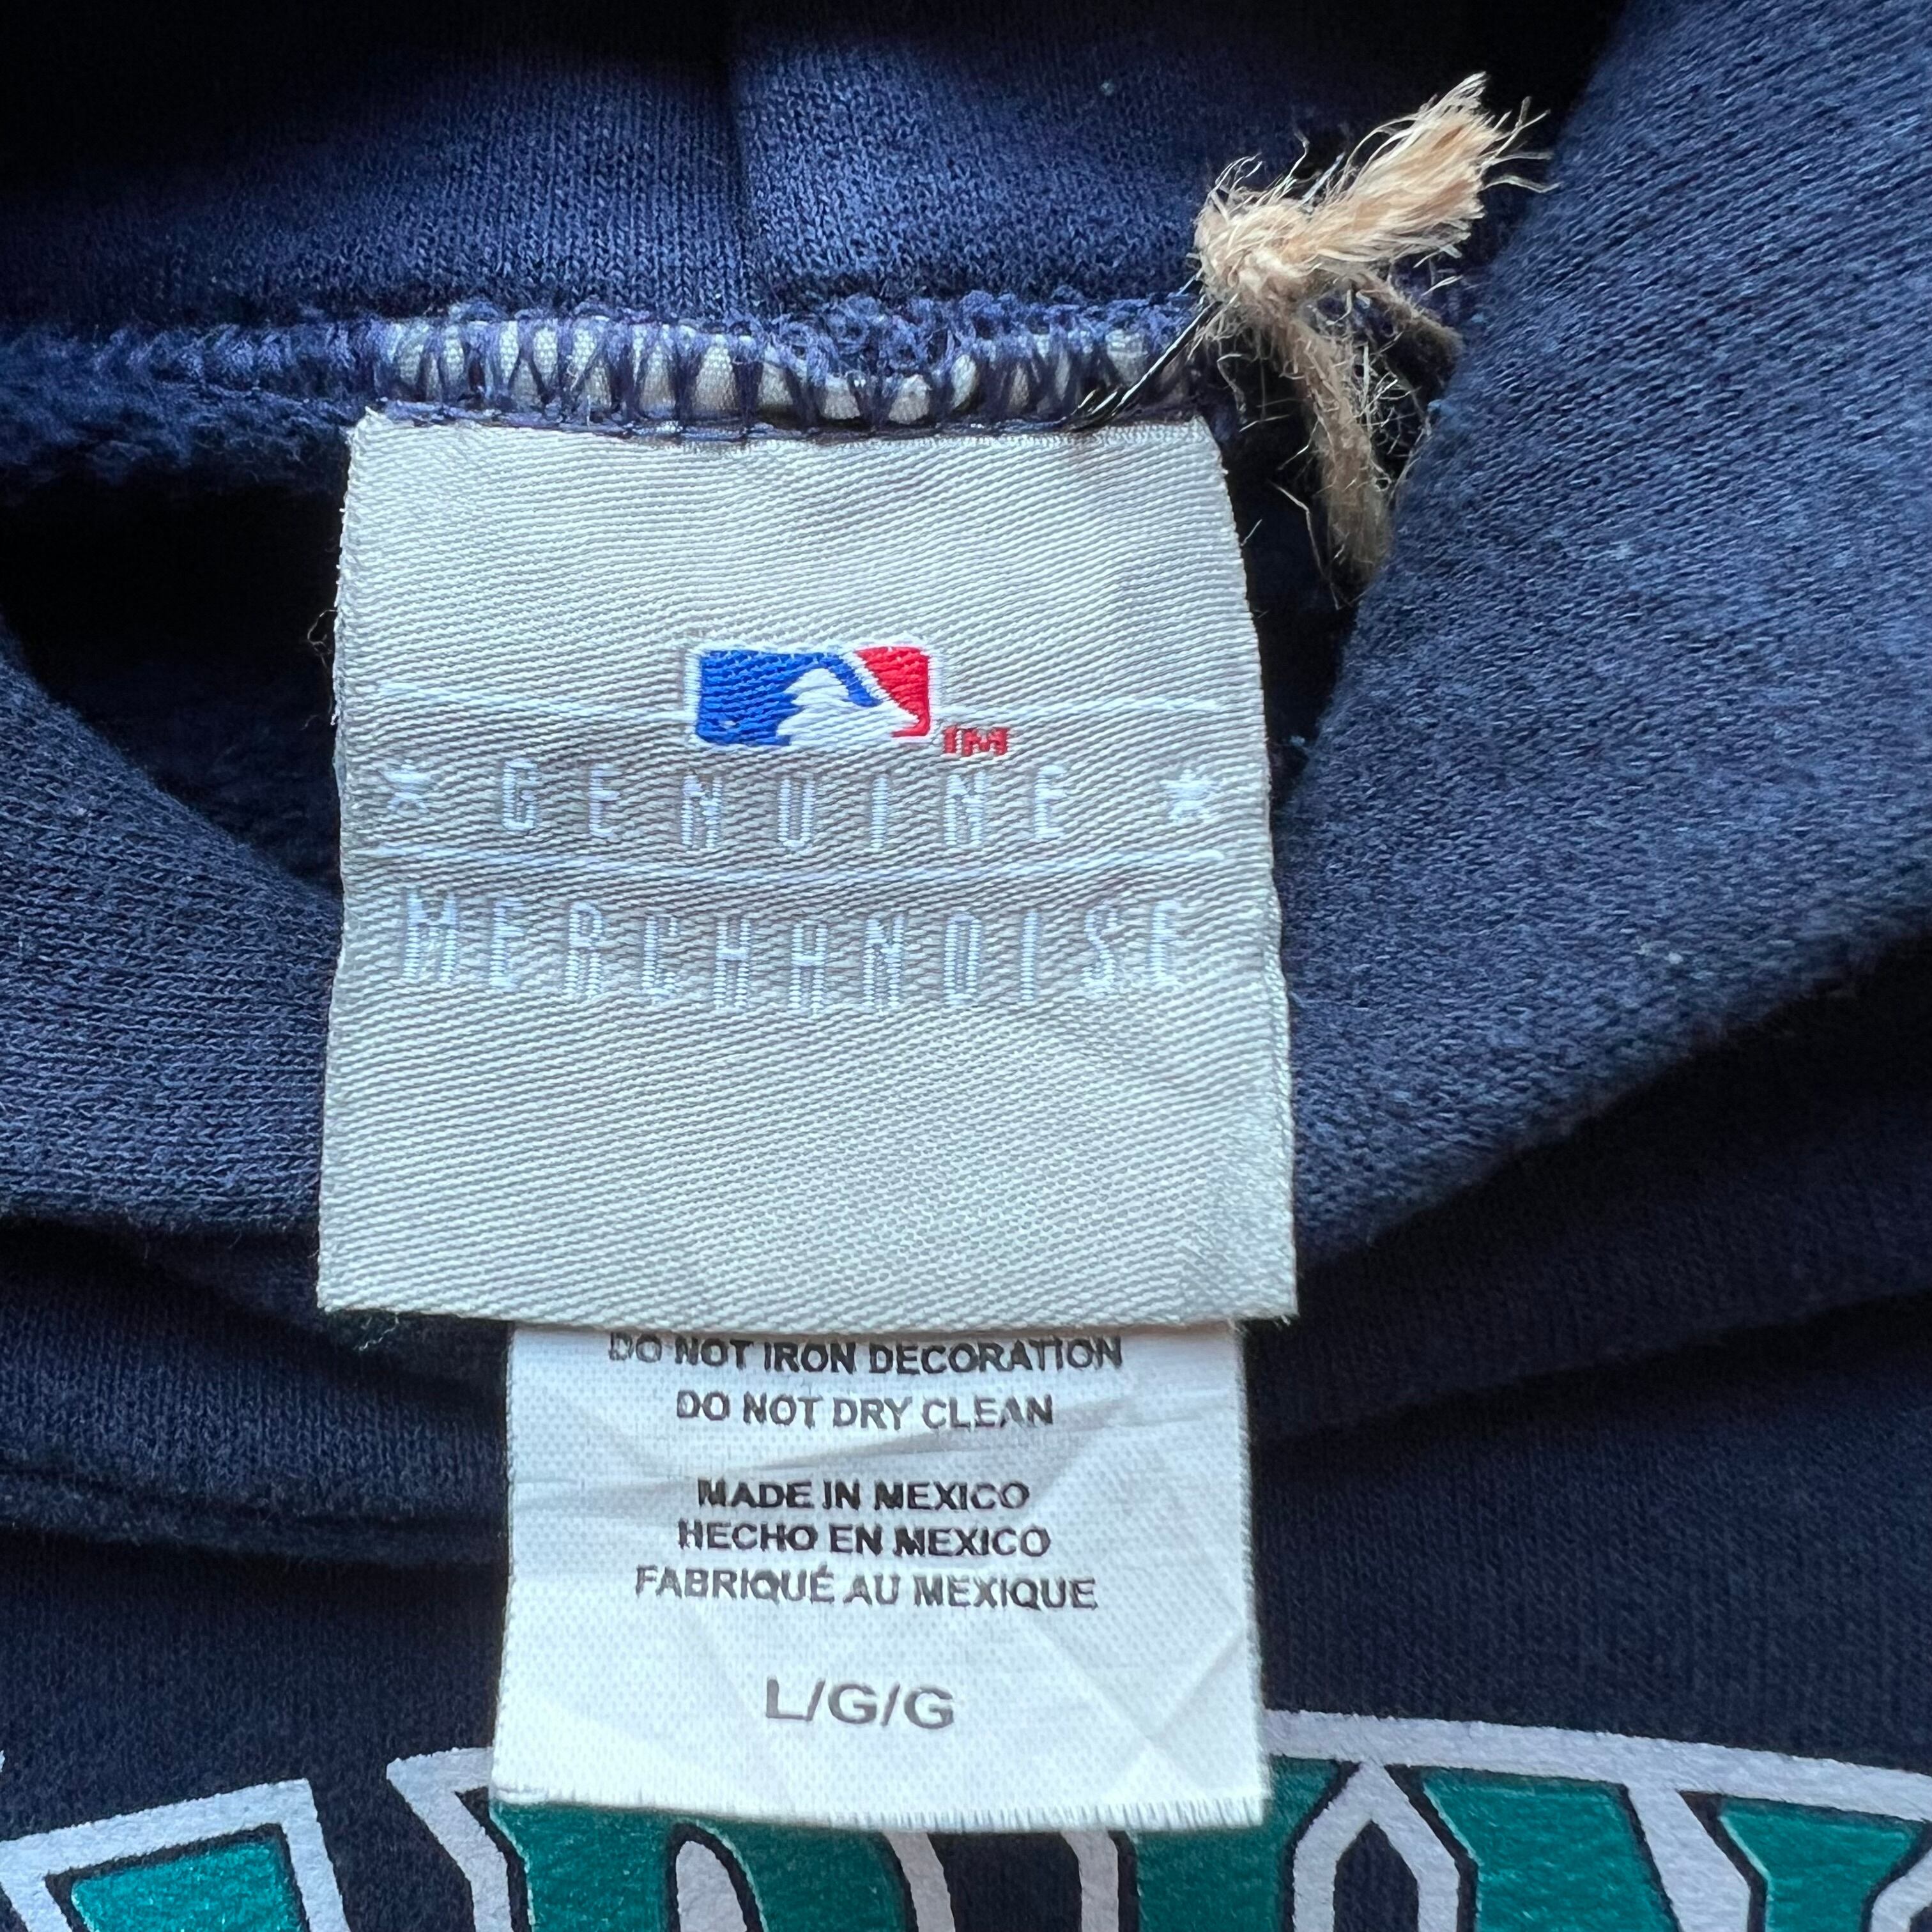 TM
★ GENUINE ★
MERCHANDISE
DO NOT IRON DECORATION
DO NOT DRY CLEAN
MADE IN MEXICO
HECHO EN MEXICO
FABRIQUÉ AU MEXIQUE
L/G/G